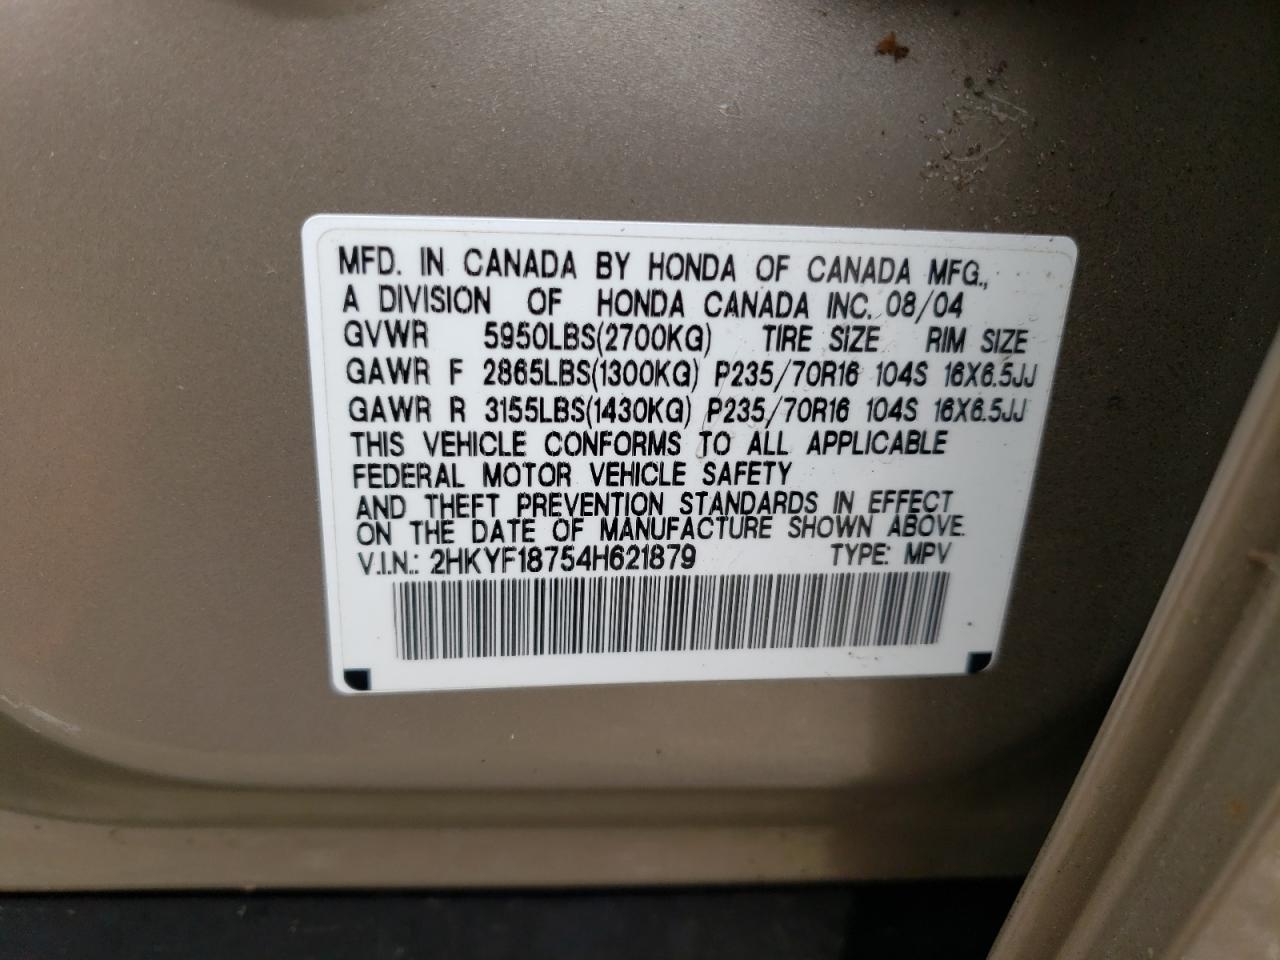 MFD. IN CANADA BY HONDA OF CANADA MFG.,
A DIVISION OF HONDA CANADA INC. 08/04
GVWR 5950LBS(2700KG) TIRE SIZE RIM SIZE
GAWR F 2865LBS(1300KG) P235/70R16 104S 16X6.5JJ
GAWR R 3155LBS(1430KG) P235/70R16 104S 16X6.5JJ
THIS VEHICLE CONFORMS TO ALL APPLICABLE
FEDERAL MOTOR VEHICLE SAFETY
AND THEFT PREVENTION STANDARDS IN EFFECT
ON THE DATE OF MANUFACTURE SHOWN ABOVE.
V.I.N.: 2HKYF18754H621879 TYPE: MPV